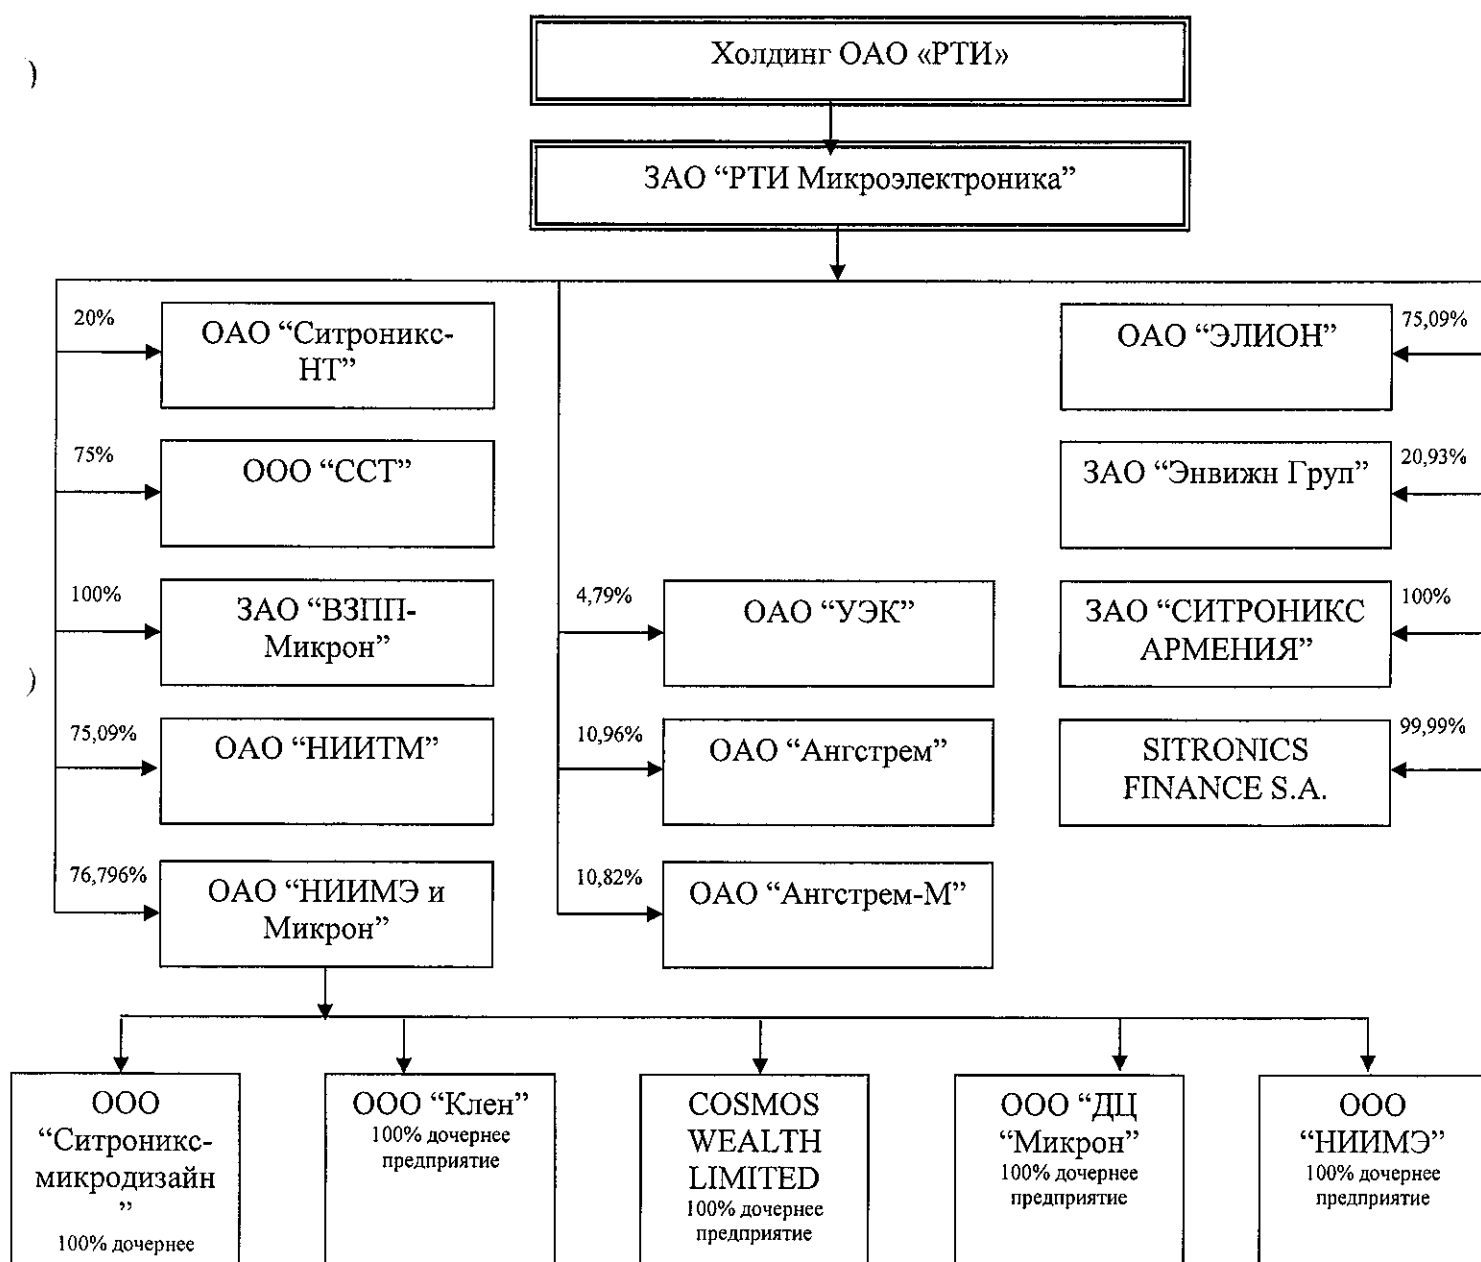 Холдинг ОАО «РТИ»
ЗАО “РТИ Микроэлектроника”
20%
ОАО “Ситроникс-
НТ”
75%
ООО “ССТ”
100%
ЗАО “ВЗПП-
Микрон”
75,09%
ОАО “НИИТМ”
76,796%
ОАО “НИИМЭ и
Микрон”
4,79%
ОАО “УЭК”
10,96%
ОАО “Ангстрем”
10,82%
ОАО “Ангстрем-М”
ОАО “ЭЛИОН”
75,09%
ЗАО “Энвижн Груп”
20,93%
ЗАО “СИТРОНИКС
АРМЕНИЯ”
100%
SITRONICS
FINANCE S.A.
99,99%
ООО
“Ситроникс-
микродизайн
”
100% дочернее
ООО “Клен”
100% дочернее
предприятие
COSMOS
WEALTH
LIMITED
100% дочернее
предприятие
ООО “ДЦ
“Микрон”
100% дочернее
предприятие
ООО
“НИИМЭ”
100% дочернее
предприятие